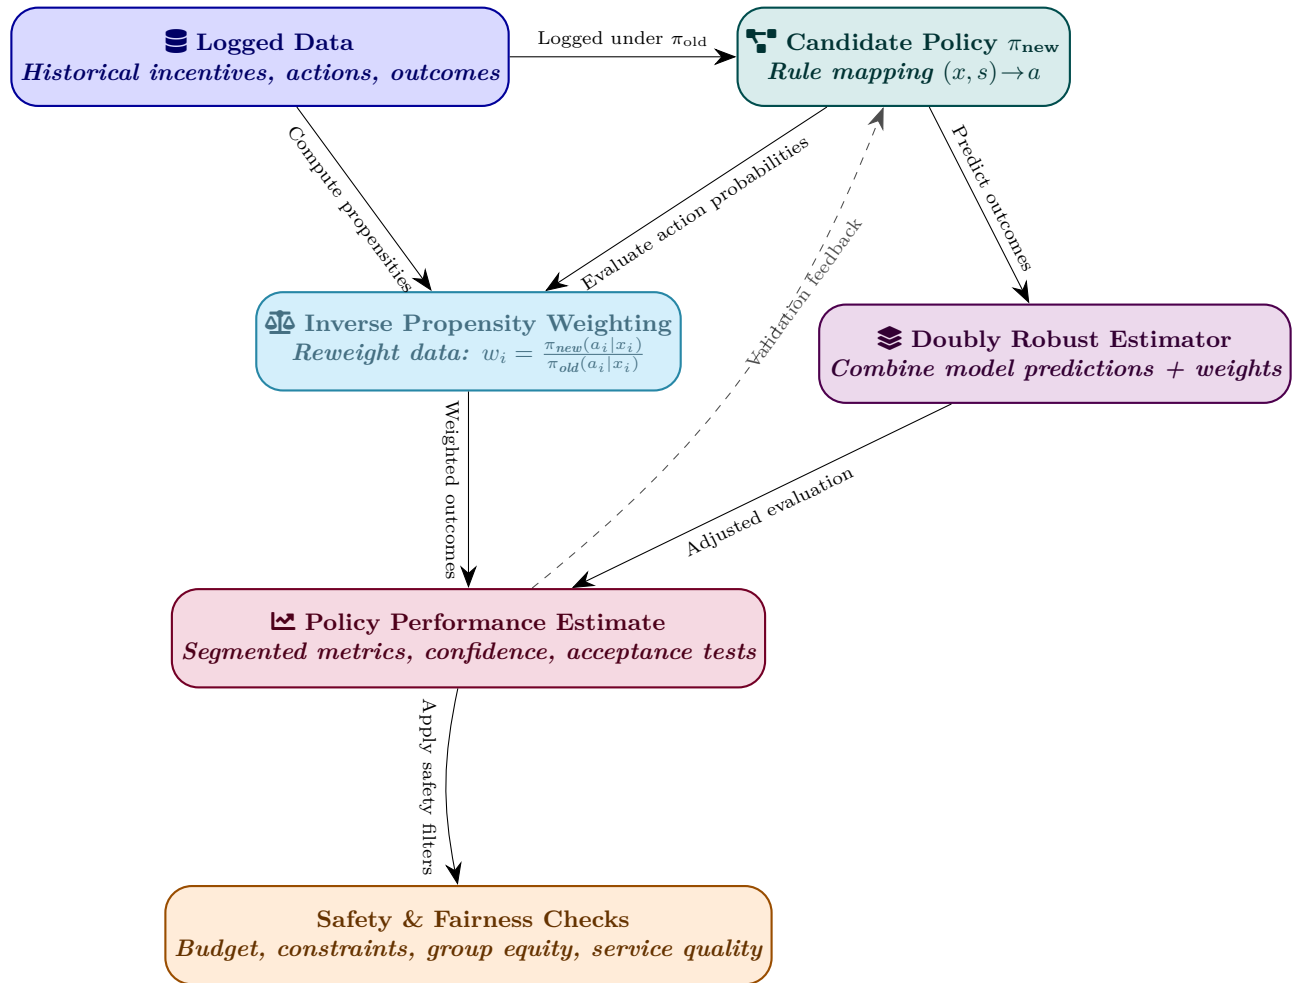 Logged Data
Historical incentives, actions, outcomes
Logged under π_old
Candidate Policy π_new
Rule mapping (x, s)→a
Compute propensities
Evaluate action probabilities
Predict outcomes
Validation feedback
Inverse Propensity Weighting
Reweight data: w_i = π_new(a_i|x_i) / π_old(a_i|x_i)
Doubly Robust Estimator
Combine model predictions + weights
Weighted outcomes
Adjusted evaluation
Policy Performance Estimate
Segmented metrics, confidence, acceptance tests
Apply safety filters
Safety & Fairness Checks
Budget, constraints, group equity, service quality